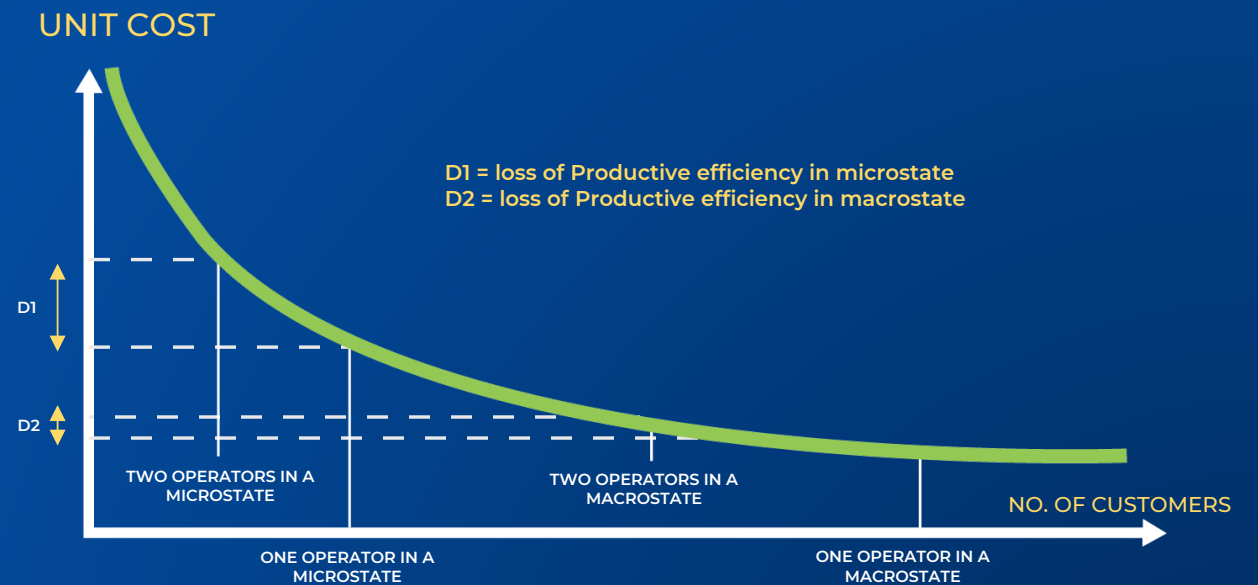 UNIT COST
D1 = loss of Productive efficiency in microstate
D2 = loss of Productive efficiency in macrostate
D1
D2
TWO OPERATORS IN A
MICROSTATE
TWO OPERATORS IN A
MACROSTATE
NO. OF CUSTOMERS
ONE OPERATOR IN A
MICROSTATE
ONE OPERATOR IN A
MACROSTATE